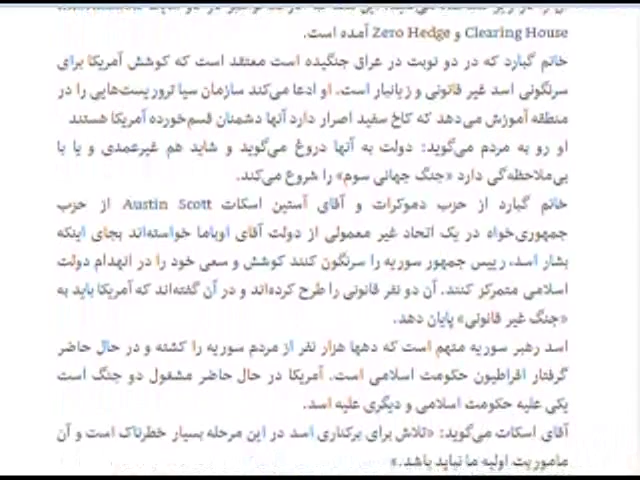 Clearing House و Zero Hedge آمده است.
خانم گبارد که در دو نوبت در عراق جنگیده است معتقد است که کوشش آمریکا برای
سرنگونی اسد غیر قانونی و زیانبار است. او ادعا می‌کند سازمان سیا تروریست‌هایی را در
منطقه آموزش می‌دهد که کاخ سفید اصرار دارد آنها دشمنان قسم‌خورده آمریکا هستند
او رو به مردم می‌گوید: دولت به آنها دروغ می‌گوید و شاید هم غیرعمدی و یا با
بی‌ملاحظه‌گی دارد «جنگ جهانی سوم» را شروع می‌کند.
خانم گبارد از حزب دموکرات و آقای آستین اسکات Austin Scott از حزب
جمهوری‌خواه در یک اتحاد غیر معمولی از دولت آقای اوباما خواسته‌اند بجای اینکه
بشار اسد، رییس جمهور سوریه را سرنگون کنند کوشش و سعی خود را در انهدام دولت
اسلامی متمرکز کنند. آن دو نفر قانونی را طرح کرده‌اند و در آن گفته‌اند که آمریکا باید به
«جنگ غیر قانونی» پایان دهد.
اسد رهبر سوریه متهم است که دهها هزار نفر از مردم سوریه را کشته و در حال حاضر
گرفتار افراطیون حکومت اسلامی است. آمریکا در حال حاضر مشغول دو جنگ است
یکی علیه حکومت اسلامی و دیگری علیه اسد.
آقای اسکات می‌گوید: «تلاش برای برکناری اسد در این مرحله بسیار خطرناک است و آن
ماموریت اولیه ما نباید باشد.»